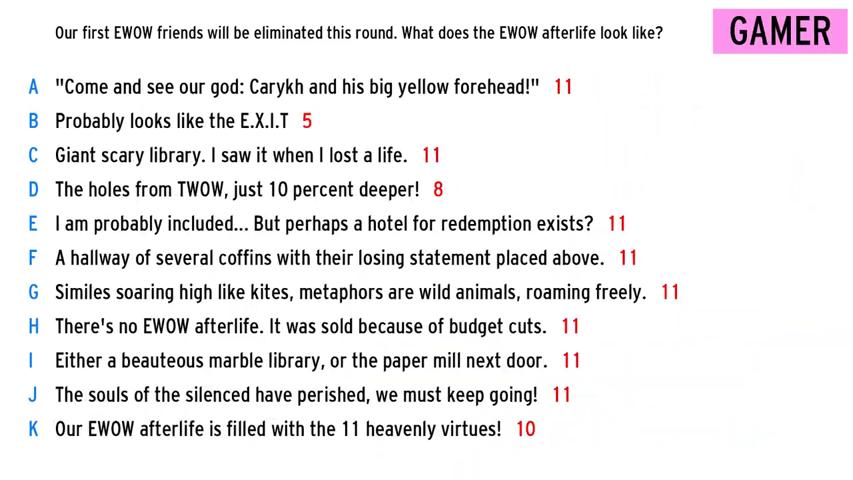 Our first EWOW friends will be eliminated this round. What does the EWOW afterlife look like?
GAMER
A "Come and see our god: Carykh and his big yellow forehead!" 11
B Probably looks like the E.X.I.T 5
C Giant scary library. I saw it when I lost a life. 11
D The holes from TWOW, just 10 percent deeper! 8
E I am probably included... But perhaps a hotel for redemption exists? 11
F A hallway of several coffins with their losing statement placed above. 11
G Similes soaring high like kites, metaphors are wild animals, roaming freely. 11
H There's no EWOW afterlife. It was sold because of budget cuts. 11
I Either a beauteous marble library, or the paper mill next door. 11
J The souls of the silenced have perished, we must keep going! 11
K Our EWOW afterlife is filled with the 11 heavenly virtues! 10